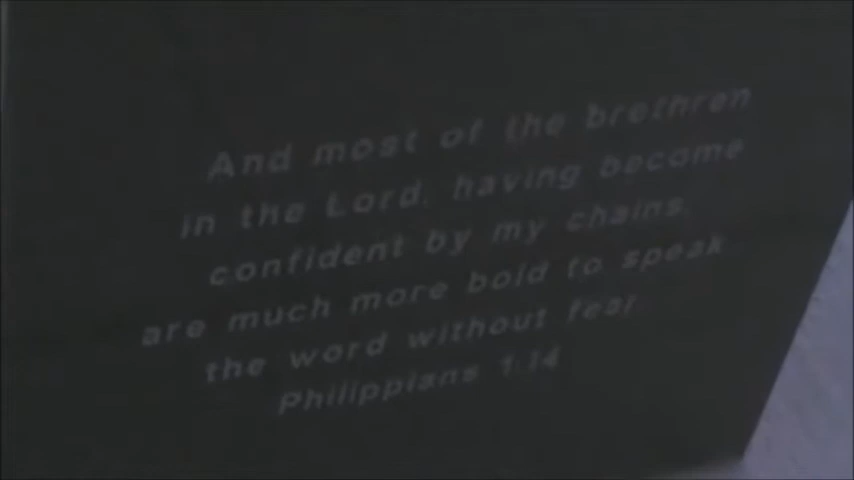 And most of the brethren
in the Lord, having become
confident by my chains,
are much more bold to speak
the word without fear.
Philippians 1:14